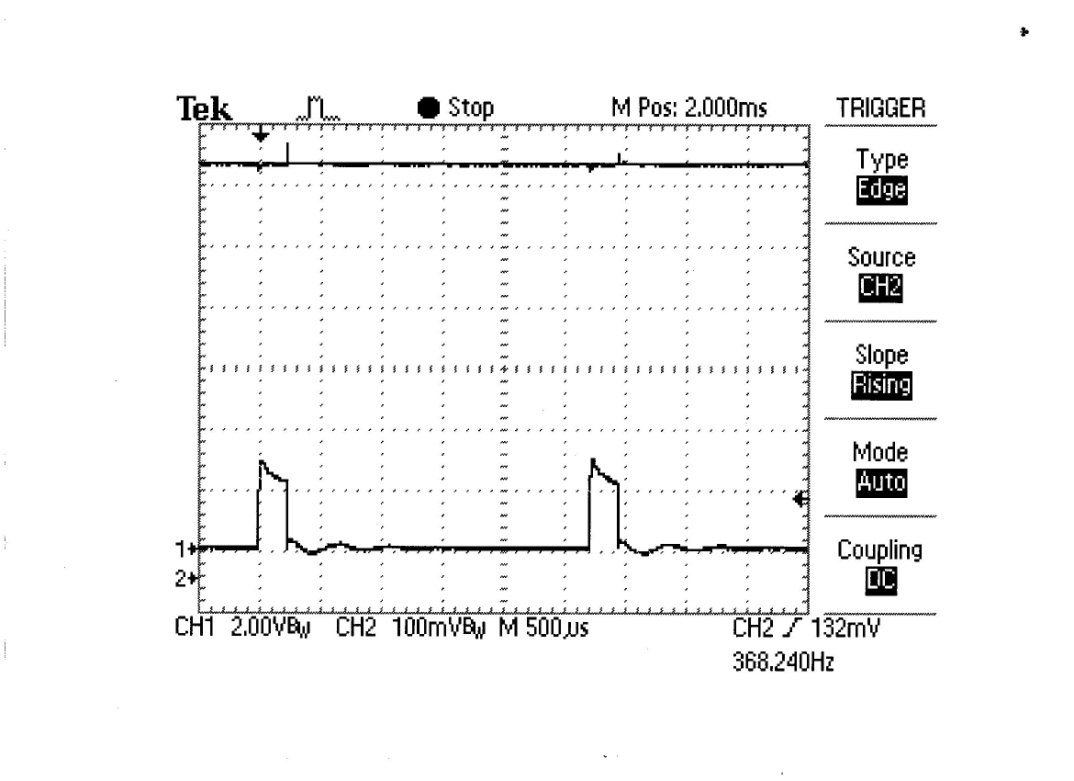 Tek Stop M Pos: 2.000ms TRIGGER
Type
Edge
Source
CH2
Slope
Rising
Mode
Auto
Coupling
DC
1
2
CH1 2.00VBw CH2 100mVBw M 500µs CH2 132mV
368.240Hz